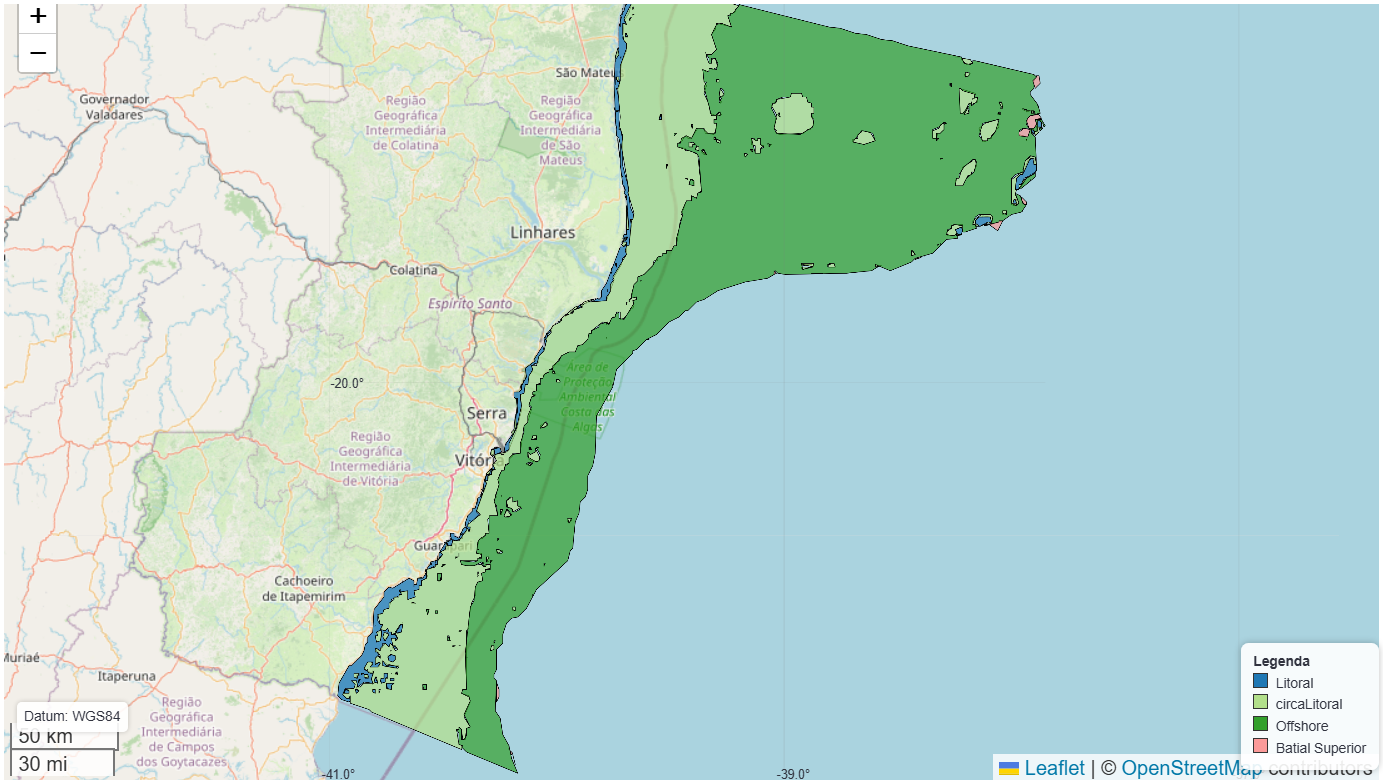 +
−
São Mateu
Governador
Valadares
Região
Geográfica
Intermediária
de Colatina
Região
Geográfica
Intermediária
de São
Mateus
Linhares
Colatina
Espírito Santo
-20.0°
Área de
Proteção
Ambiental
Costa das
Algas
Serra
Região
Geográfica
Intermediária
de Vitória
Vitória
Guarapari
Cachoeiro
de Itapemirim
Muriaé
Itaperuna
Região
Geográfica
Intermediária
de Campos
dos Goytacazes
Datum: WGS84
50 km
30 mi
-41.0°
-39.0°
Legenda
Litoral
circaLitoral
Offshore
Batial Superior
Leaflet | © OpenStreetMap contributors